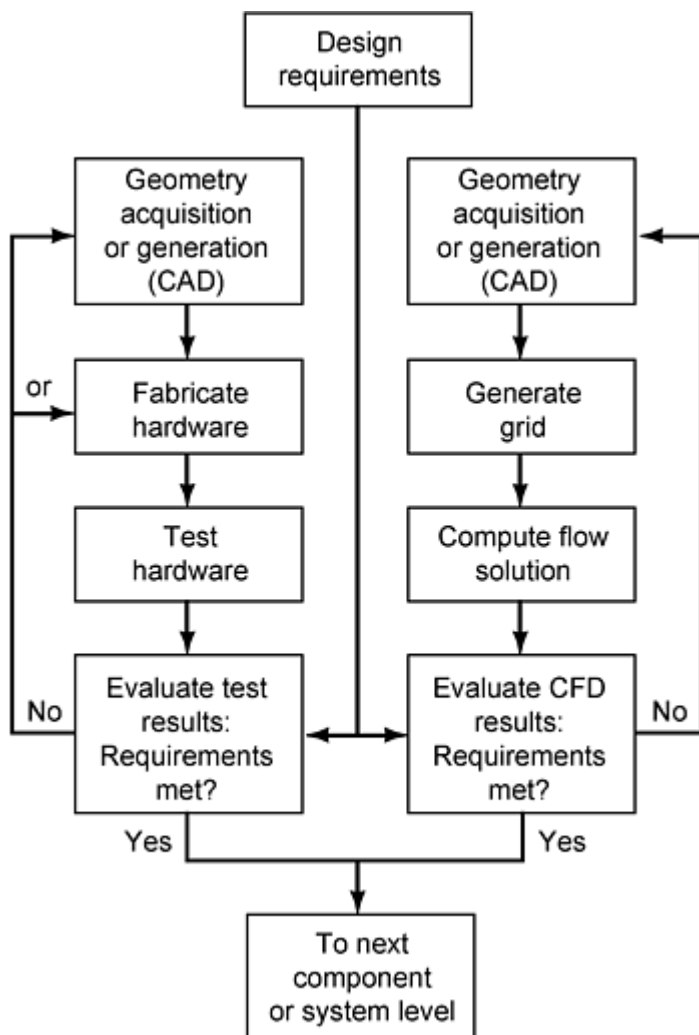 Design
requirements
Geometry
acquisition
or generation
(CAD)
Geometry
acquisition
or generation
(CAD)
or
Fabricate
hardware
Generate
grid
Test
hardware
Compute flow
solution
No
Evaluate test
results:
Requirements
met?
Evaluate CFD
results:
Requirements
met?
No
Yes
Yes
To next
component
or system level